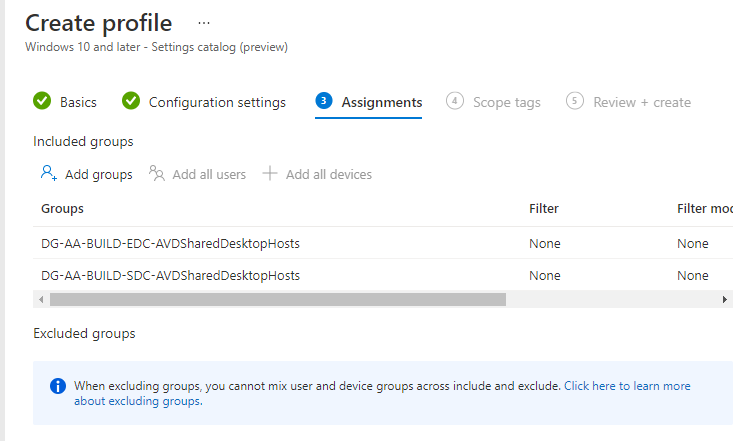 Create profile ...
Windows 10 and later - Settings catalog (preview)
Basics Configuration settings 3 Assignments 4 Scope tags 5 Review + create
Included groups
Add groups Add all users Add all devices
Groups Filter Filter mod
DG-AA-BUILD-EDC-AVDSharedDesktopHosts None None
DG-AA-BUILD-SDC-AVDSharedDesktopHosts None None
Excluded groups
When excluding groups, you cannot mix user and device groups across include and exclude. Click here to learn more
about excluding groups.